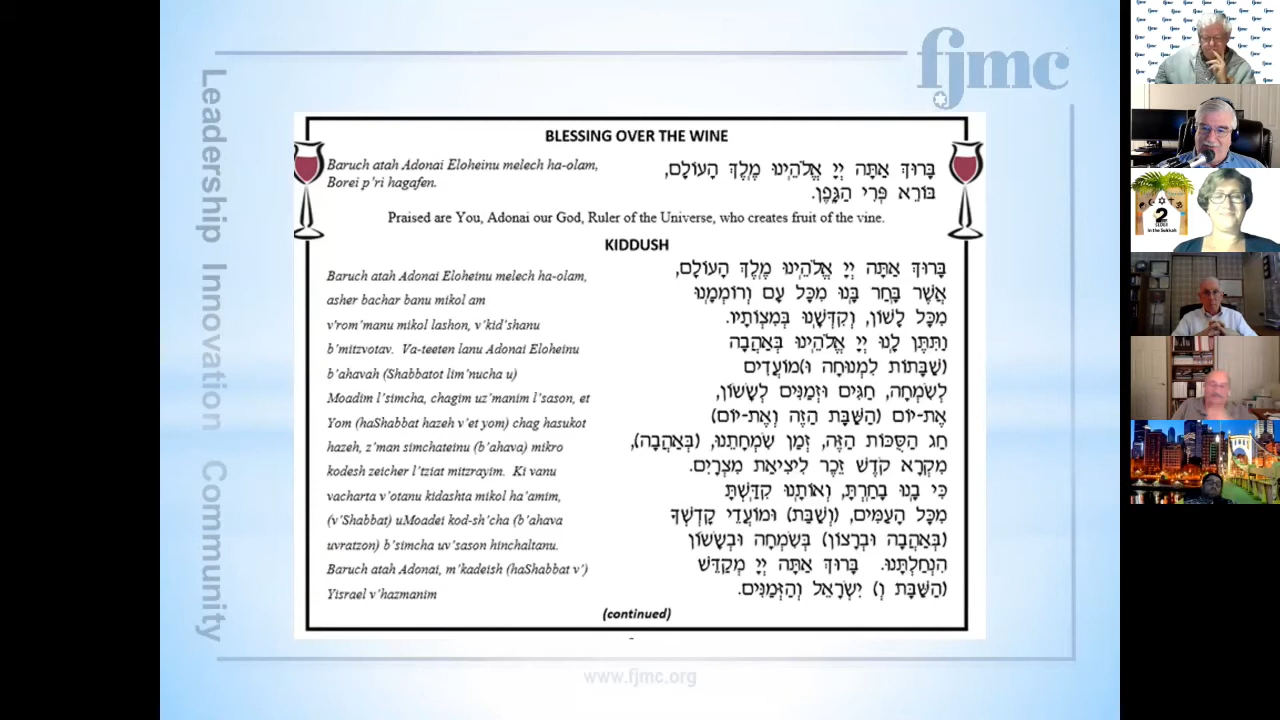 fjmc
Leadership Innovation Community
BLESSING OVER THE WINE
Baruch atah Adonai Eloheinu melech ha-olam,
Borei p’ri hagafen.
בָּרוּךְ אַתָּה יְיָ אֱלֹהֵֽינוּ מֶֽלֶךְ הָעוֹלָם,
בּוֹרֵא פְּרִי הַגָּֽפֶן.
Praised are You, Adonai our God, Ruler of the Universe, who creates fruit of the vine.
KIDDUSH
Baruch atah Adonai Eloheinu melech ha-olam,
asher bachar banu mikol am
v’rom’manu mikol lashon, v’kid’shanu
b’mitzvotav. Va-teeten lanu Adonai Eloheinu
b’ahavah (Shabbatot lim’nucha u)
Moadim l’simcha, chagim uz’manim l’sason, et
Yom (haShabbat hazeh v’et yom) chag hasukot
hazeh, z’man simchateinu (b’ahava) mikro
kodesh zeicher l’tziat mitzrayim. Ki vanu
vacharta v’otanu kidashta mikol ha’amim,
(v’Shabbat) uMoadei kod-sh’cha (b’ahava
uvratzon) b’simcha uv’sason hinchaltanu.
Baruch atah Adonai, m’kadeish (haShabbat v’)
Yisrael v’hazmanim
בָּרוּךְ אַתָּה יְיָ אֱלֹהֵֽינוּ מֶֽלֶךְ הָעוֹלָם,
אֲשֶׁר בָּֽחַר בָּֽנוּ מִכָּל עָם וְרוֹמְמָֽנוּ
מִכָּל לָשׁוֹן, וְקִדְּשָֽׁנוּ בְּמִצְוֹתָיו.
וַתִּתֶּן לָֽנוּ יְיָ אֱלֹהֵֽינוּ בְּאַהֲבָה
(שַׁבָּתוֹת לִמְנוּחָה וּ)מוֹעֲדִים
לְשִׂמְחָה, חַגִּים וּזְמַנִּים לְשָׂשׂוֹן,
אֶת-יוֹם (הַשַּׁבָּת הַזֶּה וְאֶת-יוֹם)
חַג הַסֻּכּוֹת הַזֶּה, זְמַן שִׂמְחָתֵֽנוּ, (בְּאַהֲבָה),
מִקְרָא קֹֽדֶשׁ זֵֽכֶר לִיצִיאַת מִצְרָֽיִם.
כִּי בָֽנוּ בָחַֽרְתָּ, וְאוֹתָֽנוּ קִדַּֽשְׁתָּ
מִכָּל הָעַמִּים, (וְשַׁבָּת) וּמוֹעֲדֵי קָדְשְׁךָ
(בְּאַהֲבָה וּבְרָצוֹן) בְּשִׂמְחָה וּבְשָׂשׂוֹן
הִנְחַלְתָּֽנוּ. בָּרוּךְ אַתָּה יְיָ מְקַדֵּשׁ
(הַשַּׁבָּת וְ) יִשְׂרָאֵל וְהַזְּמַנִּים.
(continued)
www.fjmc.org
2
in the Sukkah